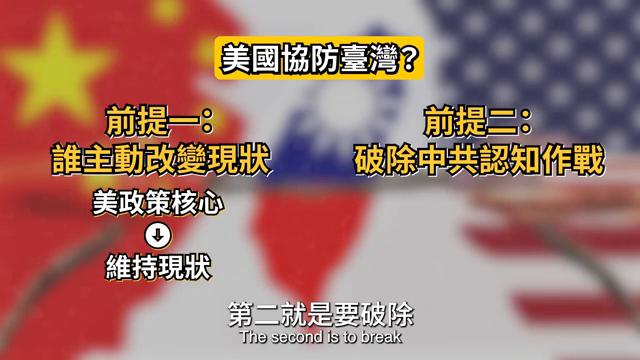 美國協防臺灣?
前提一：
誰主動改變現狀
美政策核心
維持現狀
前提二：
破除中共認知作戰
第二就是要破除
The second is to break